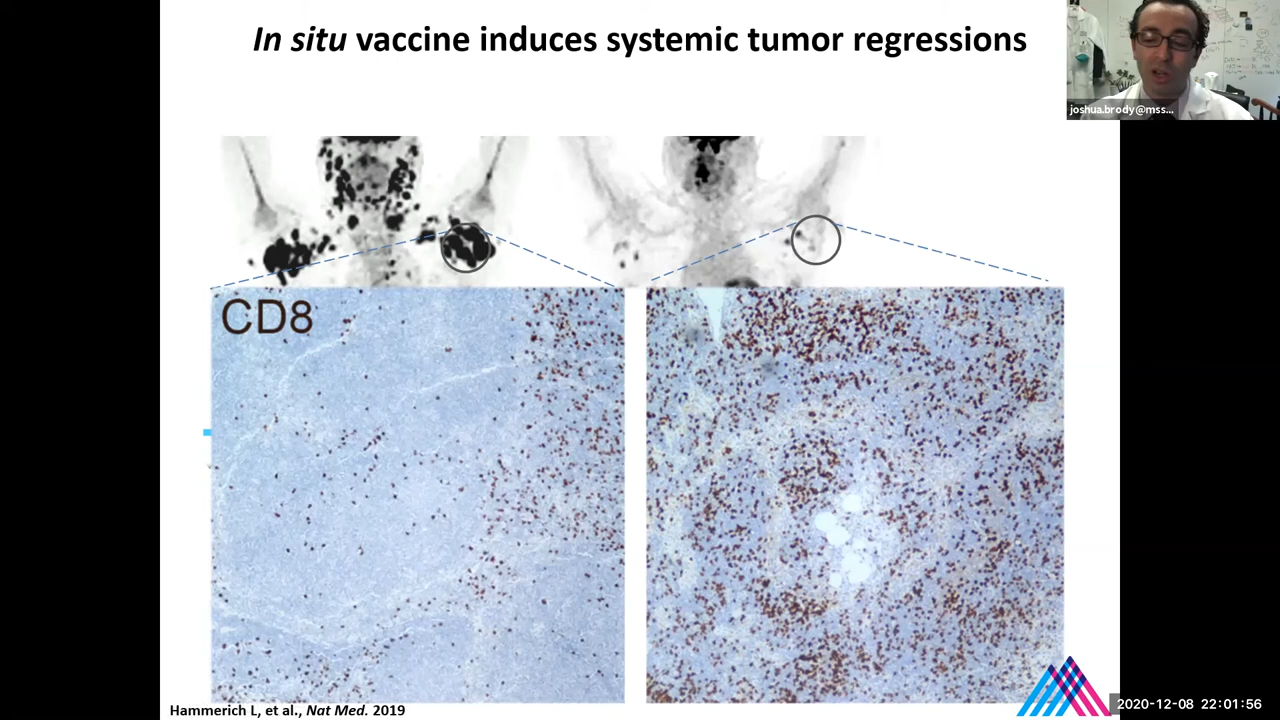 In situ vaccine induces systemic tumor regressions
joshua.brody@mss...
CD8
Hammerich L, et al., Nat Med. 2019
2020-12-08 22:01:56